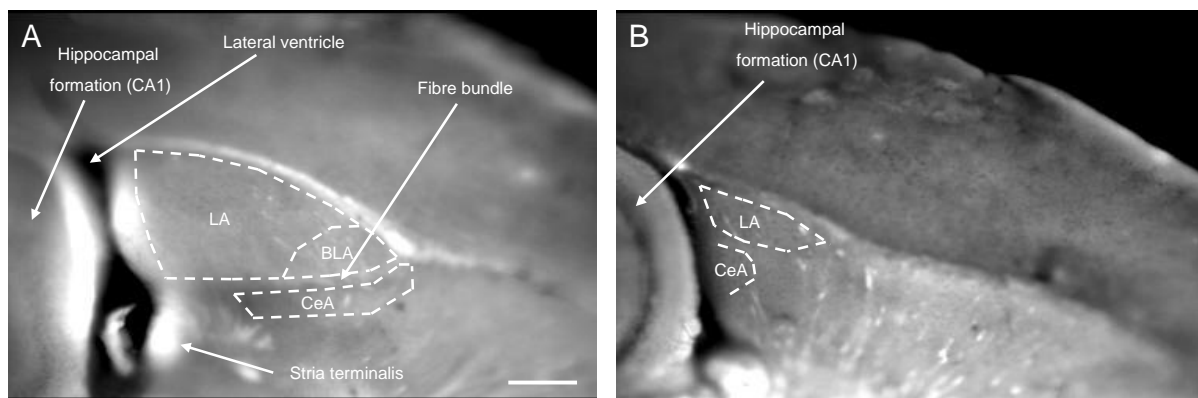 A
Hippocampal
formation (CA1)
Lateral ventricle
Fibre bundle
LA
BLA
CeA
Stria terminalis
B
Hippocampal
formation (CA1)
LA
CeA